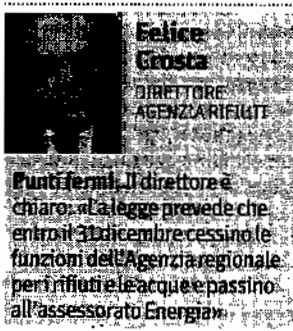 Felice
Crosta
DIRETTORE
AGENZIA RIFIUTI
Punti fermi. Il direttore è
chiaro: «La legge prevede che
entro il 31 dicembre cessino le
funzioni dell'Agenzia regionale
per i rifiuti e le acque e passino
all'assessorato Energia»